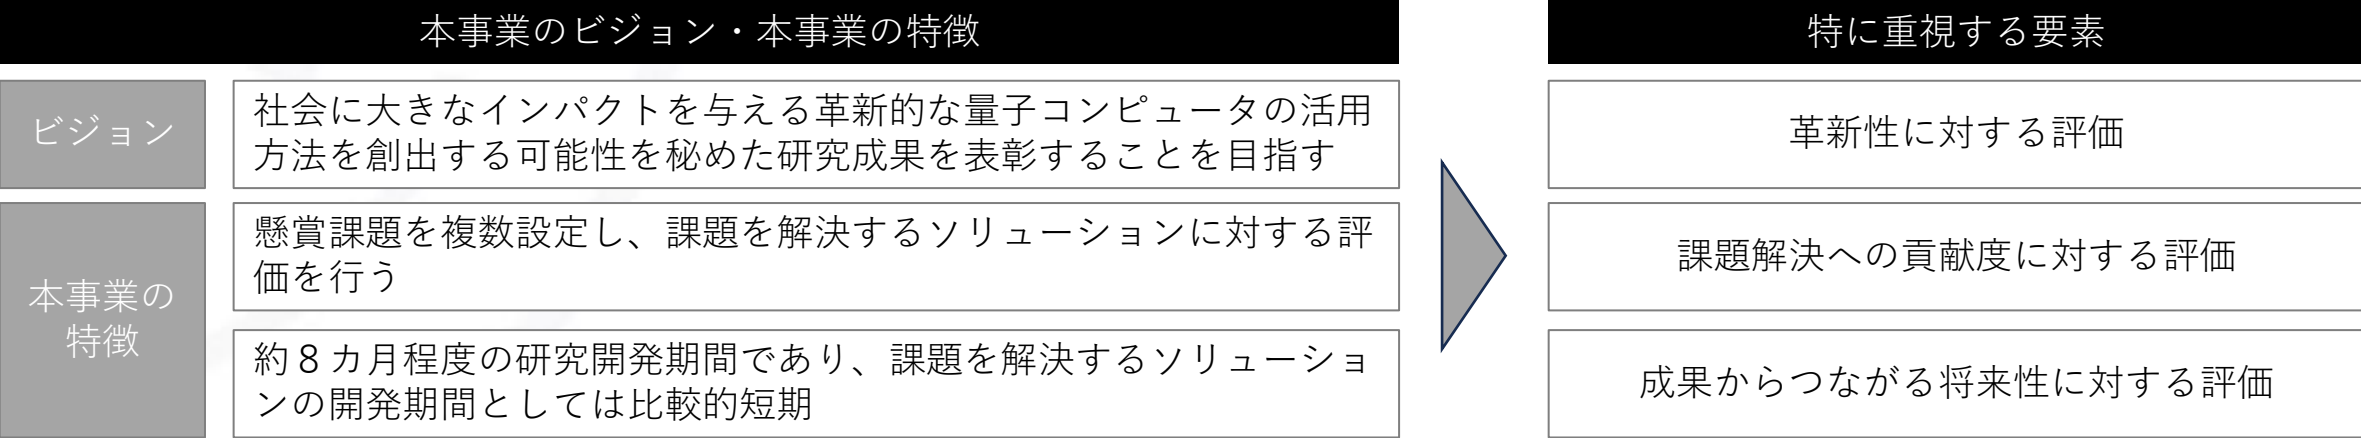 本事業のビジョン・本事業の特徴
特に重視する要素
ビジョン
社会に大きなインパクトを与える革新的な量子コンピュータの活用
方法を創出する可能性を秘めた研究成果を表彰することを目指す
革新性に対する評価
本事業の
特徴
懸賞課題を複数設定し、課題を解決するソリューションに対する評
価を行う
課題解決への貢献度に対する評価
約８カ月程度の研究開発期間であり、課題を解決するソリューショ
ンの開発期間としては比較的短期
成果からつながる将来性に対する評価